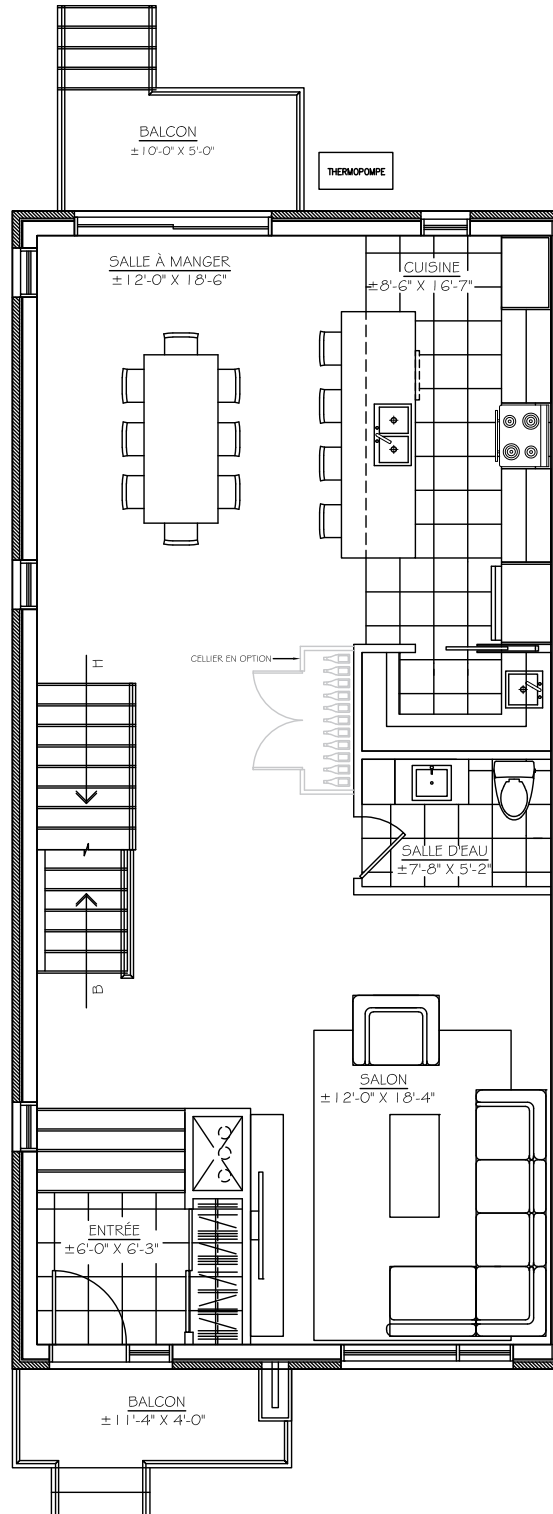 BALCON
±10'-0" X 5'-0"
THERMOPOMPE
SALLE À MANGER
±12'-0" X 18'-6"
CUISINE
±8'-6" X 16'-7"
CELLIER EN OPTION
H
SALLE D'EAU
±7'-8" X 5'-2"
B
SALON
±12'-0" X 18'-4"
ENTRÉE
±6'-0" X 6'-3"
BALCON
±11'-4" X 4'-0"